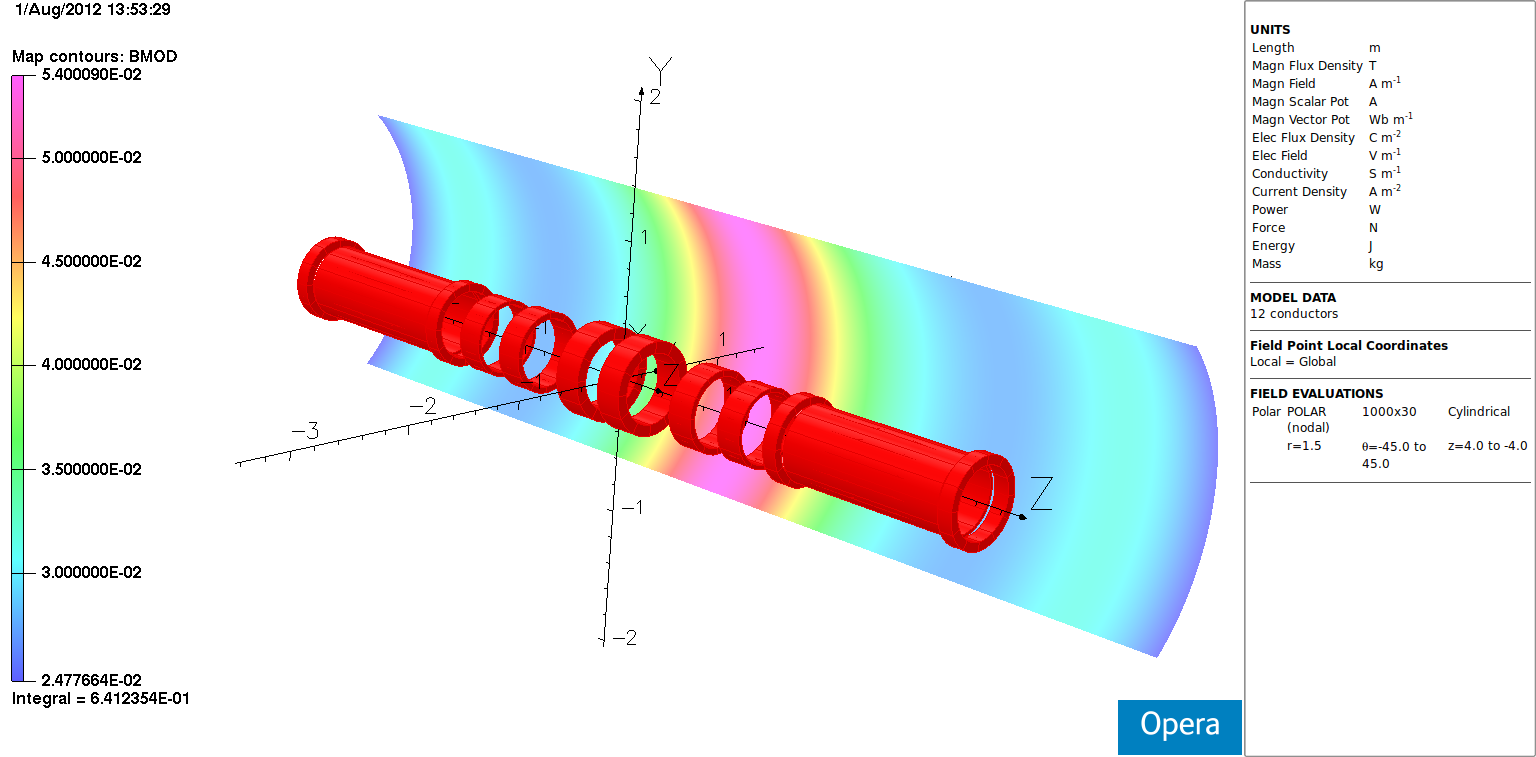 1/Aug/2012 13:53:29
Map contours: BMOD
5.400090E-02
5.000000E-02
4.500000E-02
4.000000E-02
3.500000E-02
3.000000E-02
2.477664E-02
Integral = 6.412354E-01
Y
2
1
-1
-2
-3
-2
-1
1
X
Z
-1
1
Z
Opera
UNITS
Length m
Magn Flux Density T
Magn Field A m-1
Magn Scalar Pot A
Magn Vector Pot Wb m-1
Elec Flux Density C m-2
Elec Field V m-1
Conductivity S m-1
Current Density A m-2
Power W
Force N
Energy J
Mass kg
MODEL DATA
12 conductors
Field Point Local Coordinates
Local = Global
FIELD EVALUATIONS
Polar POLAR 1000x30 Cylindrical
(nodal)
r=1.5 θ=-45.0 to z=4.0 to -4.0
45.0